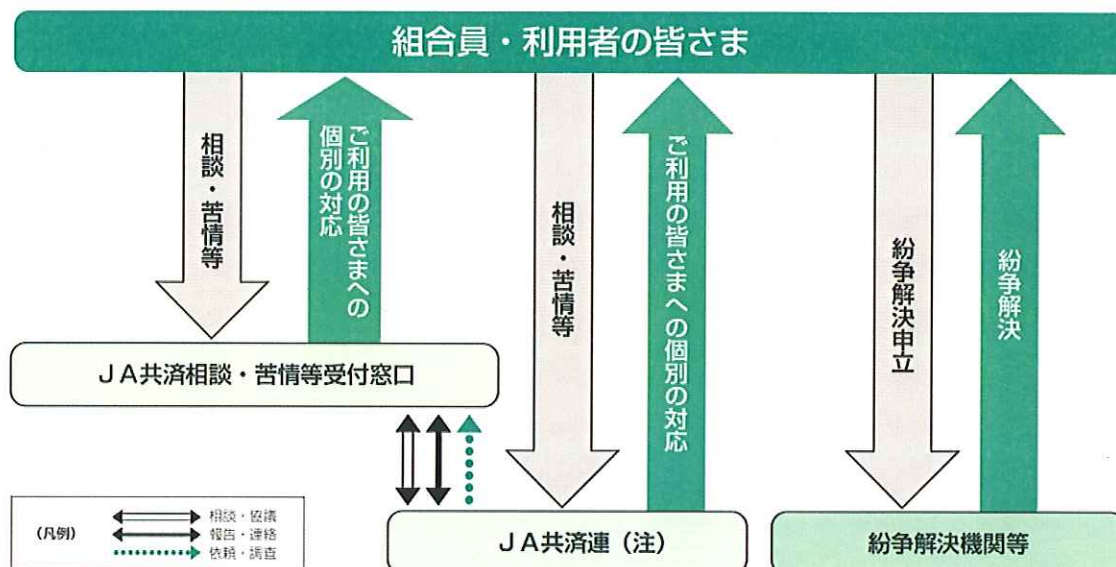 組合員・利用者の皆さま
相談・苦情等
ご利用の皆さまへの
個別の対応
相談・苦情等
ご利用の皆さまへの個別の対応
紛争解決申立
紛争解決
JA共済相談・苦情等受付窓口
(凡例)
相談・協議
報告・連絡
依頼・調査
JA共済連(注)
紛争解決機関等